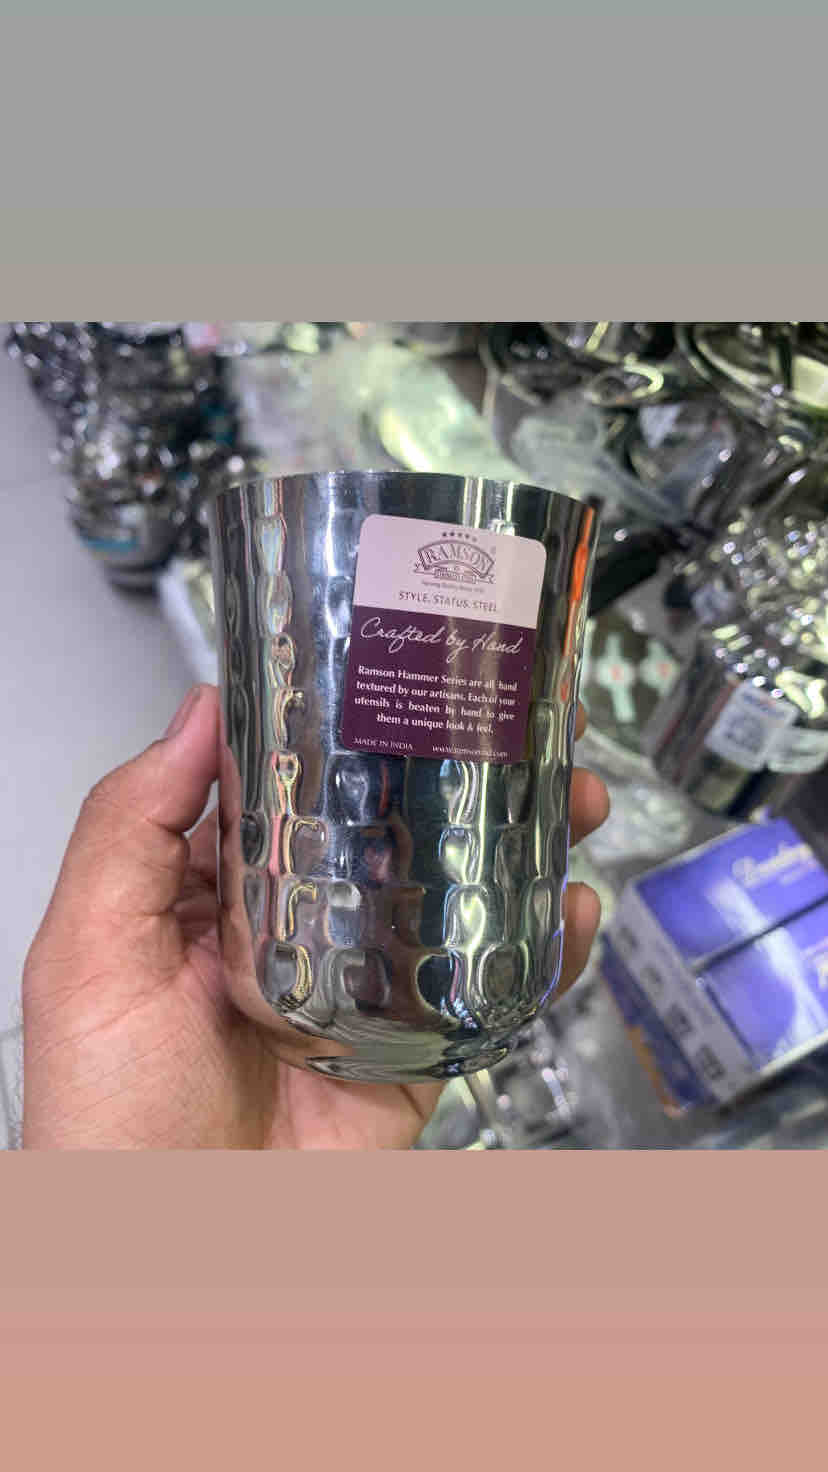 RAMSON
STYLE. STATUS. STEEL.
Crafted by Hand
Ramson Hammer Series are all hand
textured by our artisans. Each of your
utensils is beaten by hand to give
them a unique look & feel.
MADE IN INDIA